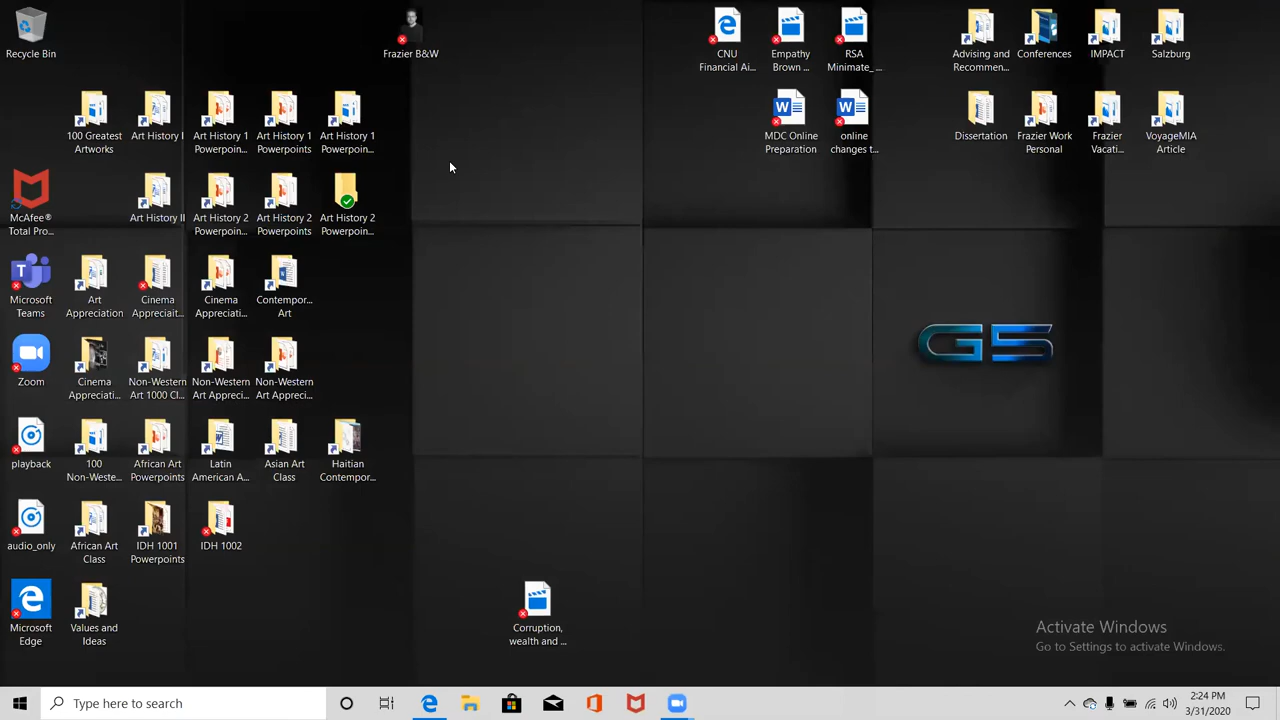 Recycle Bin
Frazier B&W
CNU
Financial Ai...
Empathy
Brown ...
RSA
Minimate_ ...
Advising and
Recommen...
Conferences
IMPACT
Salzburg
100 Greatest
Artworks
Art History I
Art History 1
Powerpoin...
Art History 1
Powerpoints
Art History 1
Powerpoin...
MDC Online
Preparation
online
changes t...
Dissertation
Frazier Work
Personal
Frazier
Vacati...
VoyageMIA
Article
McAfee®
Total Pro...
Art History II
Art History 2
Powerpoin...
Art History 2
Powerpoints
Art History 2
Powerpoin...
Microsoft
Teams
Art
Appreciation
Cinema
Appreciait...
Cinema
Appreciati...
Contempor...
Art
G5
Zoom
Cinema
Appreciati...
Non-Western
Art 1000 Cl...
Non-Western
Art Appreci...
Non-Western
Art Appreci...
playback
100
Non-Weste...
African Art
Powerpoints
Latin
American A...
Asian Art
Class
Haitian
Contempor...
audio_only
African Art
Class
IDH 1001
Powerpoints
IDH 1002
Microsoft
Edge
Values and
Ideas
Corruption,
wealth and ...
Activate Windows
Go to Settings to activate Windows.
Type here to search
2:24 PM
3/31/2020